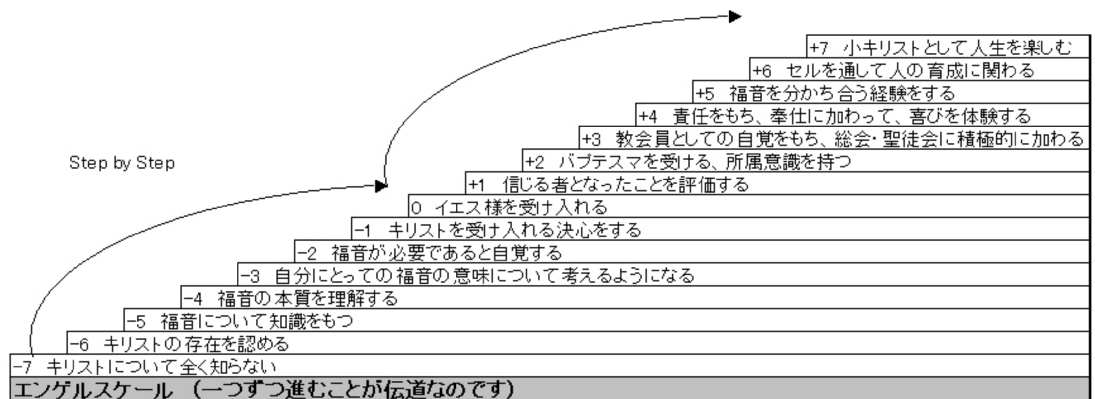 +7 小キリストとして人生を楽しむ
+6 セルを通して人の育成に関わる
+5 福音を分かち合う経験をする
+4 責任をもち、奉仕に加わって、喜びを体験する
+3 教会員としての自覚をもち、総会・聖徒会に積極的に加わる
Step by Step
+2 バプテスマを受ける、所属意識を持つ
+1 信じる者となったことを評価する
0 イエス様を受け入れる
-1 キリストを受け入れる決心をする
-2 福音が必要であると自覚する
-3 自分にとっての福音の意味について考えるようになる
-4 福音の本質を理解する
-5 福音について知識をもつ
-6 キリストの存在を認める
-7 キリストについて全く知らない
エンゲルスケール （一つずつ進むことが伝道なのです）